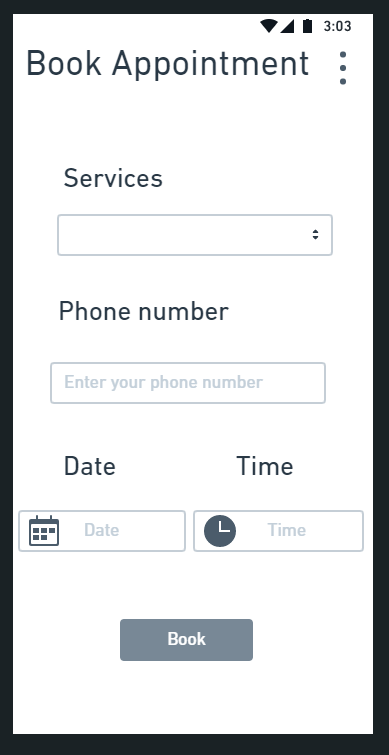 3:03
Book Appointment
Services
Phone number
Enter your phone number
Date Time
Date Time
Book